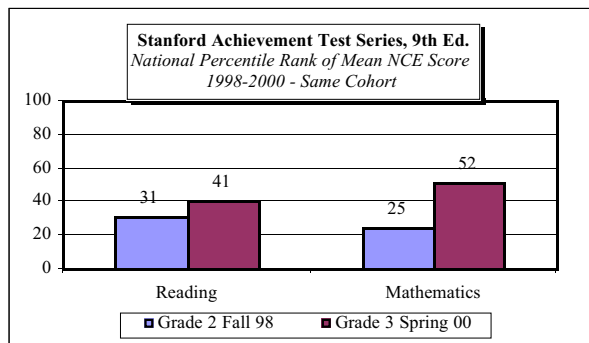 Stanford Achievement Test Series, 9th Ed.
National Percentile Rank of Mean NCE Score
1998-2000 - Same Cohort
100
80
60
40
20
0
31
41
25
52
Reading
Mathematics
Grade 2 Fall 98
Grade 3 Spring 00